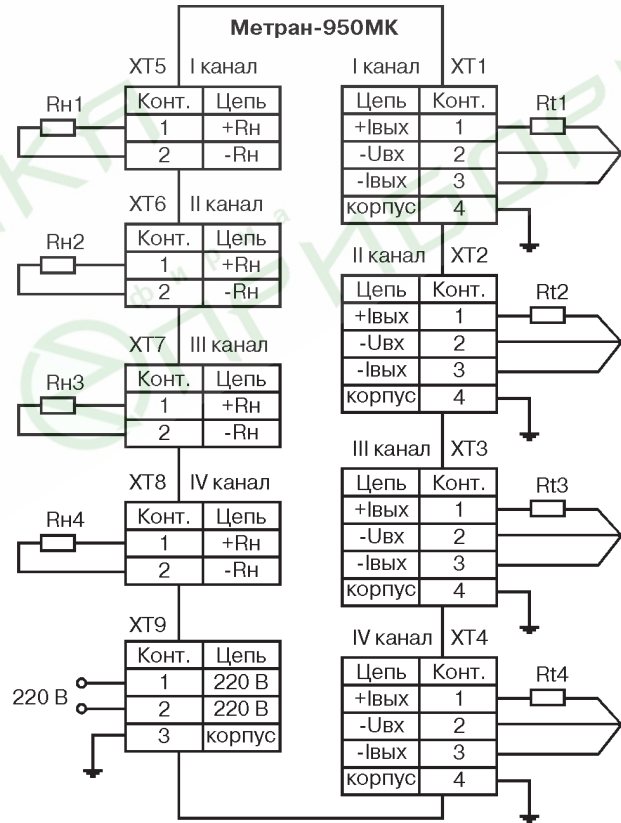 Метран-950МК
XT5 I канал
Rн1
Конт. Цепь
1 +Rн
2 -Rн
XT6 II канал
Rн2
Конт. Цепь
1 +Rн
2 -Rн
XT7 III канал
Rн3
Конт. Цепь
1 +Rн
2 -Rн
XT8 IV канал
Rн4
Конт. Цепь
1 +Rн
2 -Rн
XT9
Конт. Цепь
220 В
1 220 В
2 220 В
3 корпус
I канал XT1
Цепь Конт.
+Iвых 1
-Uвх 2
-Iвых 3
корпус 4
Rt1
II канал XT2
Цепь Конт.
+Iвых 1
-Uвх 2
-Iвых 3
корпус 4
Rt2
III канал XT3
Цепь Конт.
+Iвых 1
-Uвх 2
-Iвых 3
корпус 4
Rt3
IV канал XT4
Цепь Конт.
+Iвых 1
-Uвх 2
-Iвых 3
корпус 4
Rt4
фирма